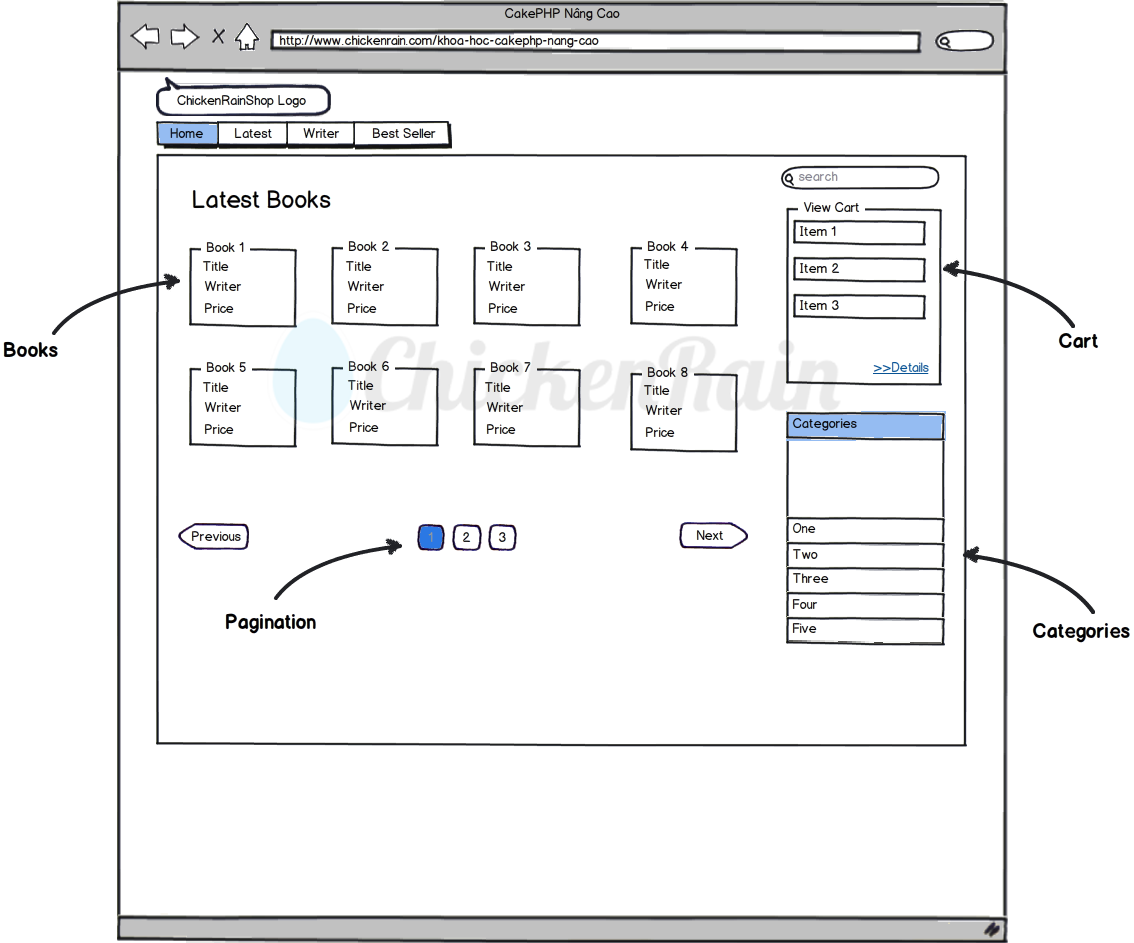 CakePHP Nâng Cao
http://www.chickenrain.com/khoa-hoc-cakephp-nang-cao
ChickenRainShop Logo
Home Latest Writer Best Seller
search
Latest Books
View Cart
Item 1
Item 2
Item 3
>>Details
Book 1
Title
Writer
Price
Book 2
Title
Writer
Price
Book 3
Title
Writer
Price
Book 4
Title
Writer
Price
Book 5
Title
Writer
Price
Book 6
Title
Writer
Price
Book 7
Title
Writer
Price
Book 8
Title
Writer
Price
ChickenRain
Categories
One
Two
Three
Four
Five
Previous 1 2 3 Next
Books
Cart
Pagination
Categories